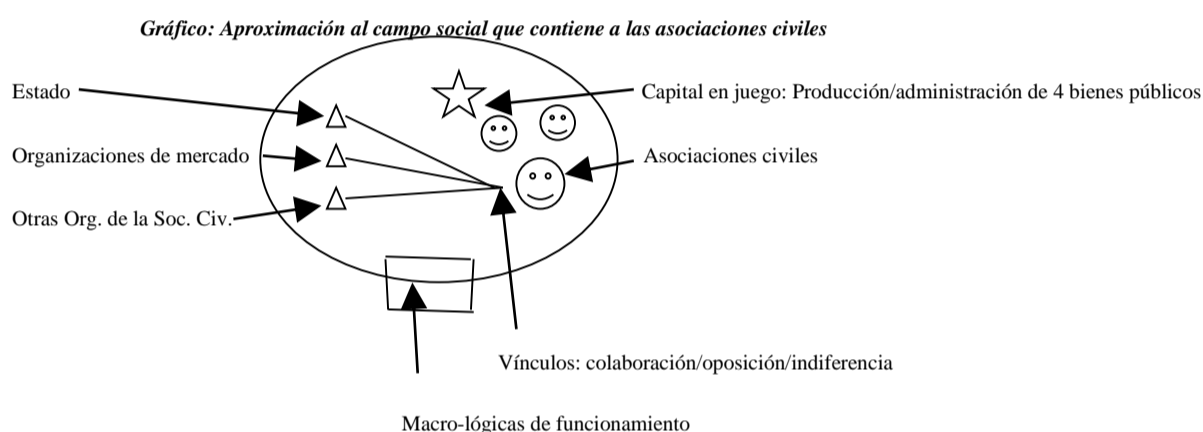 Gráfico: Aproximación al campo social que contiene a las asociaciones civiles
Estado
Capital en juego: Producción/administración de 4 bienes públicos
Organizaciones de mercado
Asociaciones civiles
Otras Org. de la Soc. Civ.
Vínculos: colaboración/oposición/indiferencia
Macro-lógicas de funcionamiento